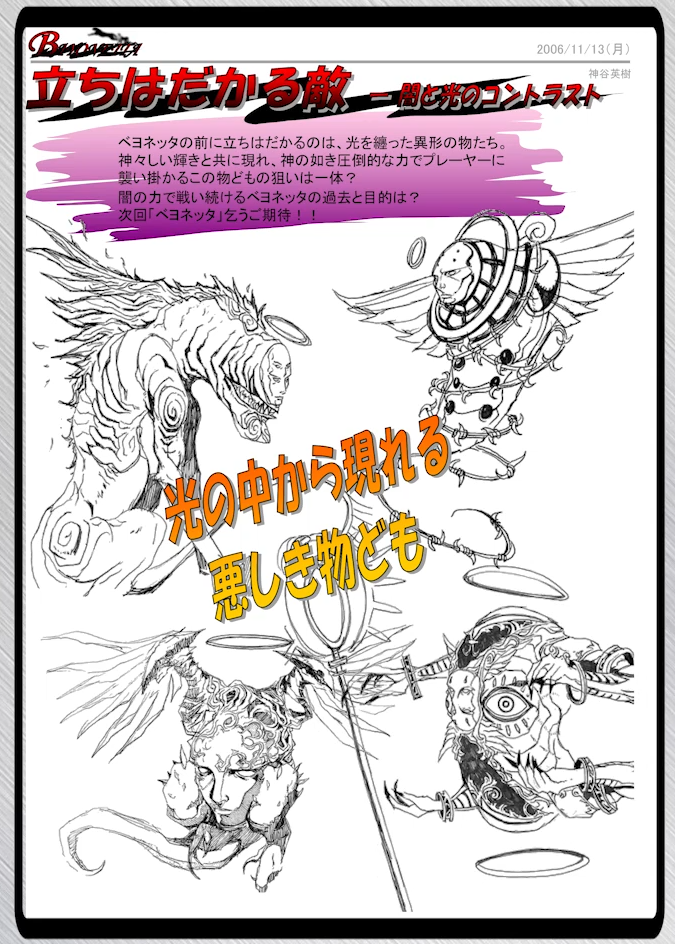 BAYONETTA
2006/11/13(月)
神谷英樹
立ちはだかる敵 － 闇と光のコントラスト
ベヨネッタの前に立ちはだかるのは、光を纏った異形の物たち。
神々しい輝きと共に現れ、神の如き圧倒的な力でプレーヤーに
襲い掛かるこの物どもの狙いは一体？
闇の力で戦い続けるベヨネッタの過去と目的は？
次回「ベヨネッタ」乞うご期待！！
光の中から現れる
悪しき物ども